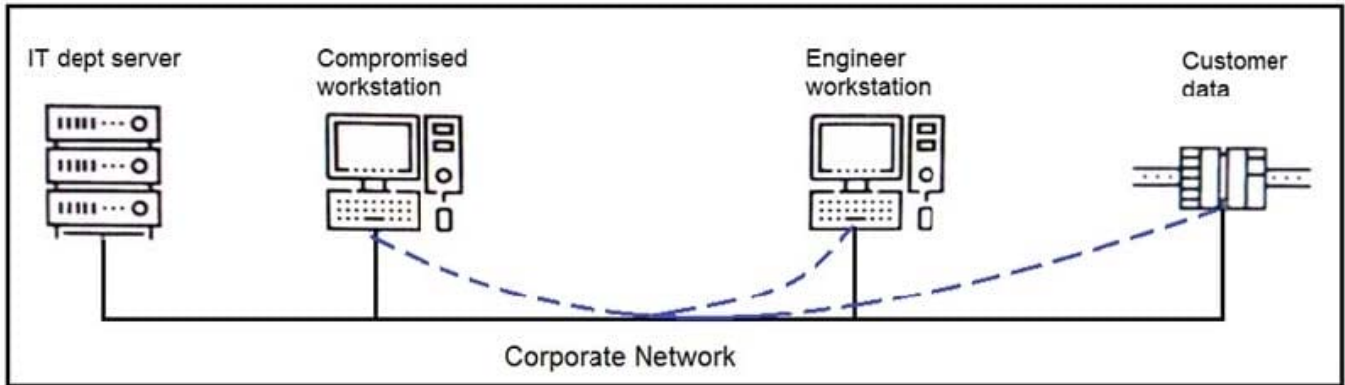 IT dept server
Compromised
workstation
Engineer
workstation
Customer
data
Corporate Network